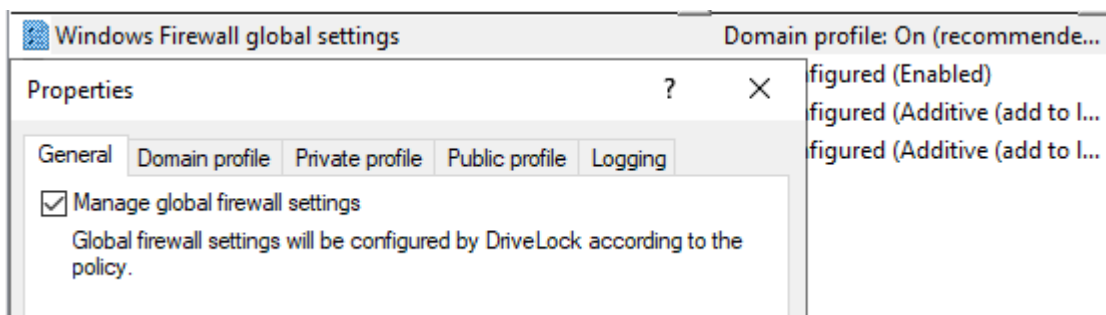 Windows Firewall global settings Domain profile: On (recommende...
Properties ? figured (Enabled)
figured (Additive (add to l...
General Domain profile Private profile Public profile Logging figured (Additive (add to l...
Manage global firewall settings
Global firewall settings will be configured by DriveLock according to the
policy.